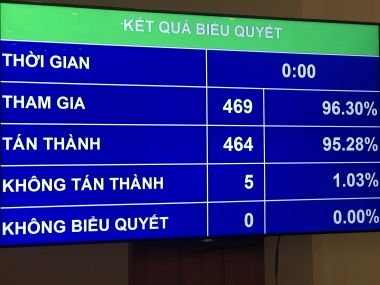 KẾT QUẢ BIỂU QUYẾT
THỜI GIAN 0:00
THAM GIA 469 96.30%
TÁN THÀNH 464 95.28%
KHÔNG TÁN THÀNH 5 1.03%
KHÔNG BIỂU QUYẾT 0 0.00%